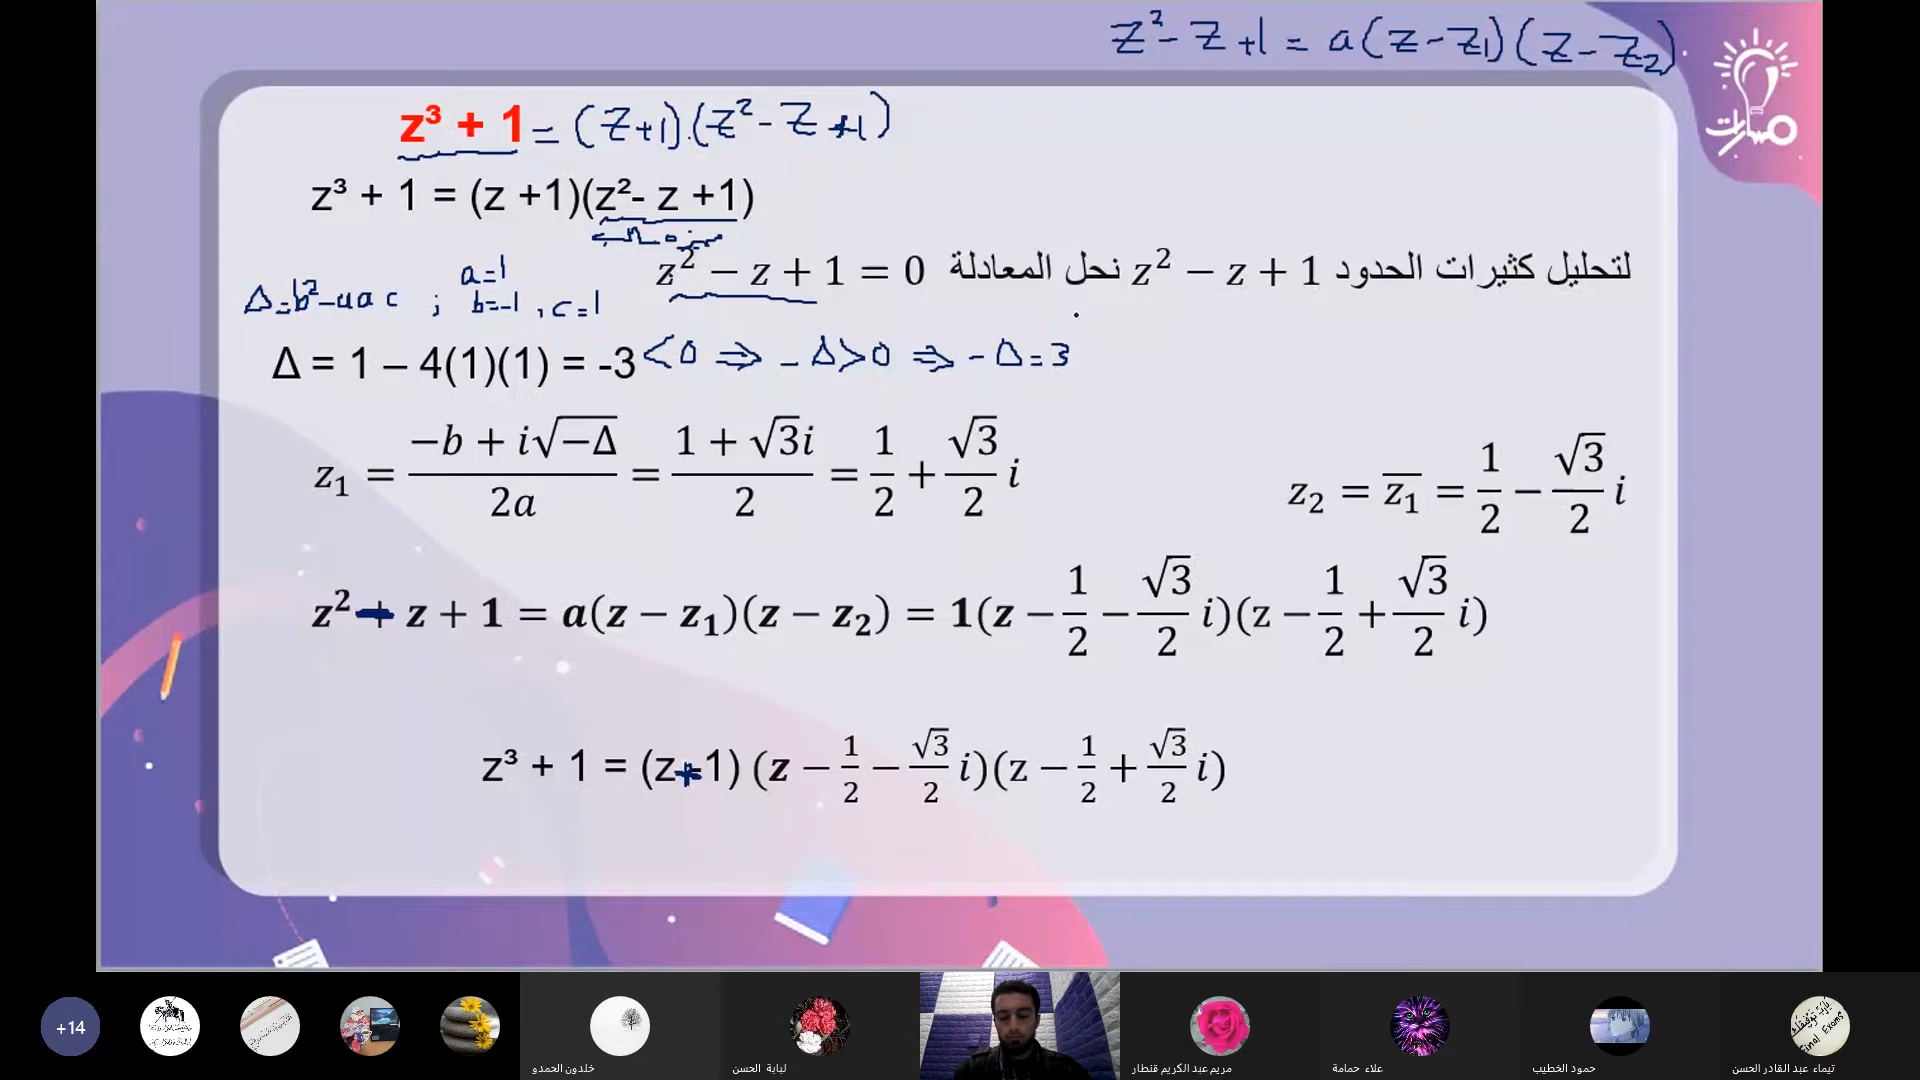 z² - z + 1 = a(z - z₁)(z - z₂)
مسارات
z³ + 1 = (z+1).(z² - z + 1)
z³ + 1 = (z +1)(z²- z +1)
لتحليل كثيرات الحدود z² − z + 1 نحل المعادلة z² − z + 1 = 0
a=1
Δ = b² - 4ac ; b=-1 , c=1
Δ = 1 – 4(1)(1) = -3 < 0 ⇒ - Δ > 0 ⇒ - Δ = 3
z₁ = (−b + i√−Δ)/2a = (1 + √3i)/2 = 1/2 + √3/2 i
z₂ = z̅₁ = 1/2 − √3/2 i
z² − z + 1 = a(z − z₁)(z − z₂) = 1(z − 1/2 − √3/2 i)(z − 1/2 + √3/2 i)
z³ + 1 = (z+1) (z − 1/2 − √3/2 i)(z − 1/2 + √3/2 i)
+14
خلدون الحمدو
لبابة الحسن
مريم عبد الكريم قنطار
علاء حمامة
حمود الخطيب
تيماء عبد القادر الحسن
Final Exams